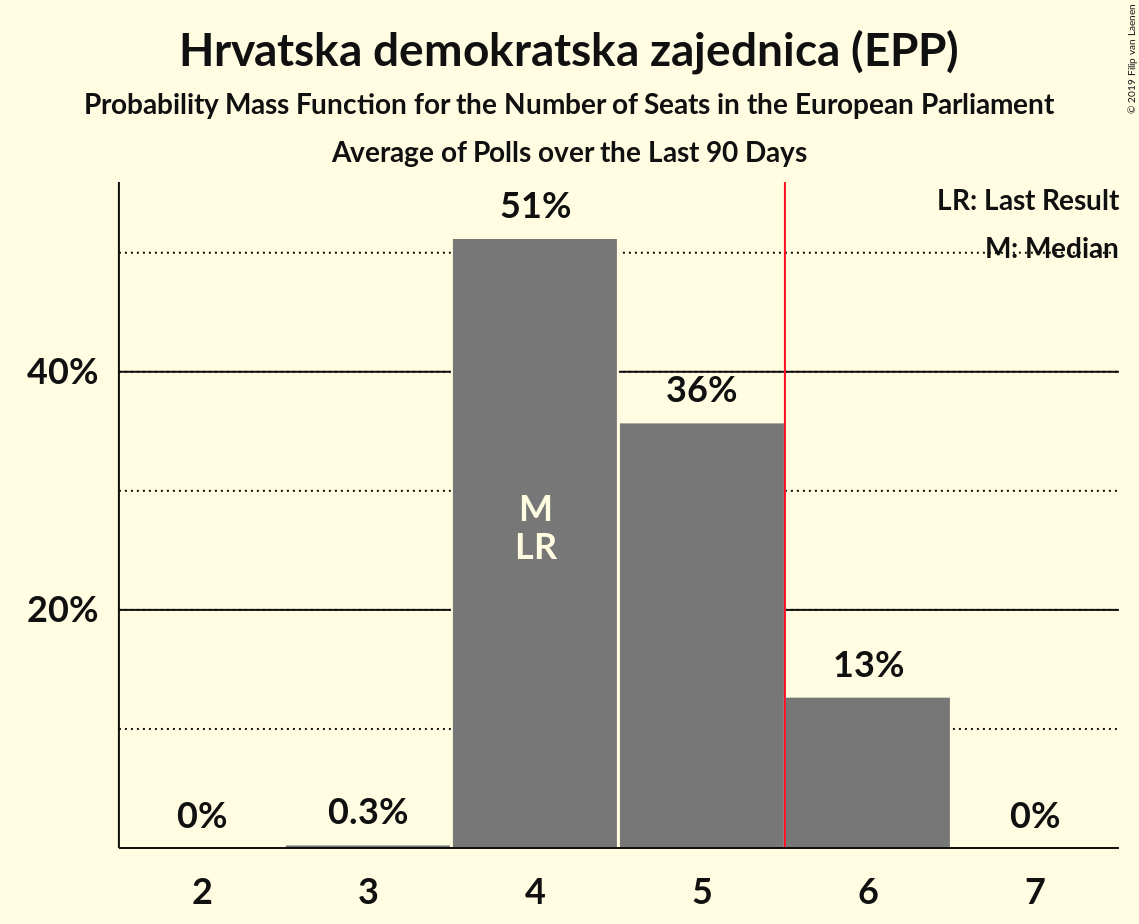 Hrvatska demokratska zajednica (EPP)
Probability Mass Function for the Number of Seats in the European Parliament
Average of Polls over the Last 90 Days
© 2019 Filip van Laenen
LR: Last Result
M: Median
51%
40%
36%
M
LR
20%
13%
0%
0.3%
0%
2
3
4
5
6
7